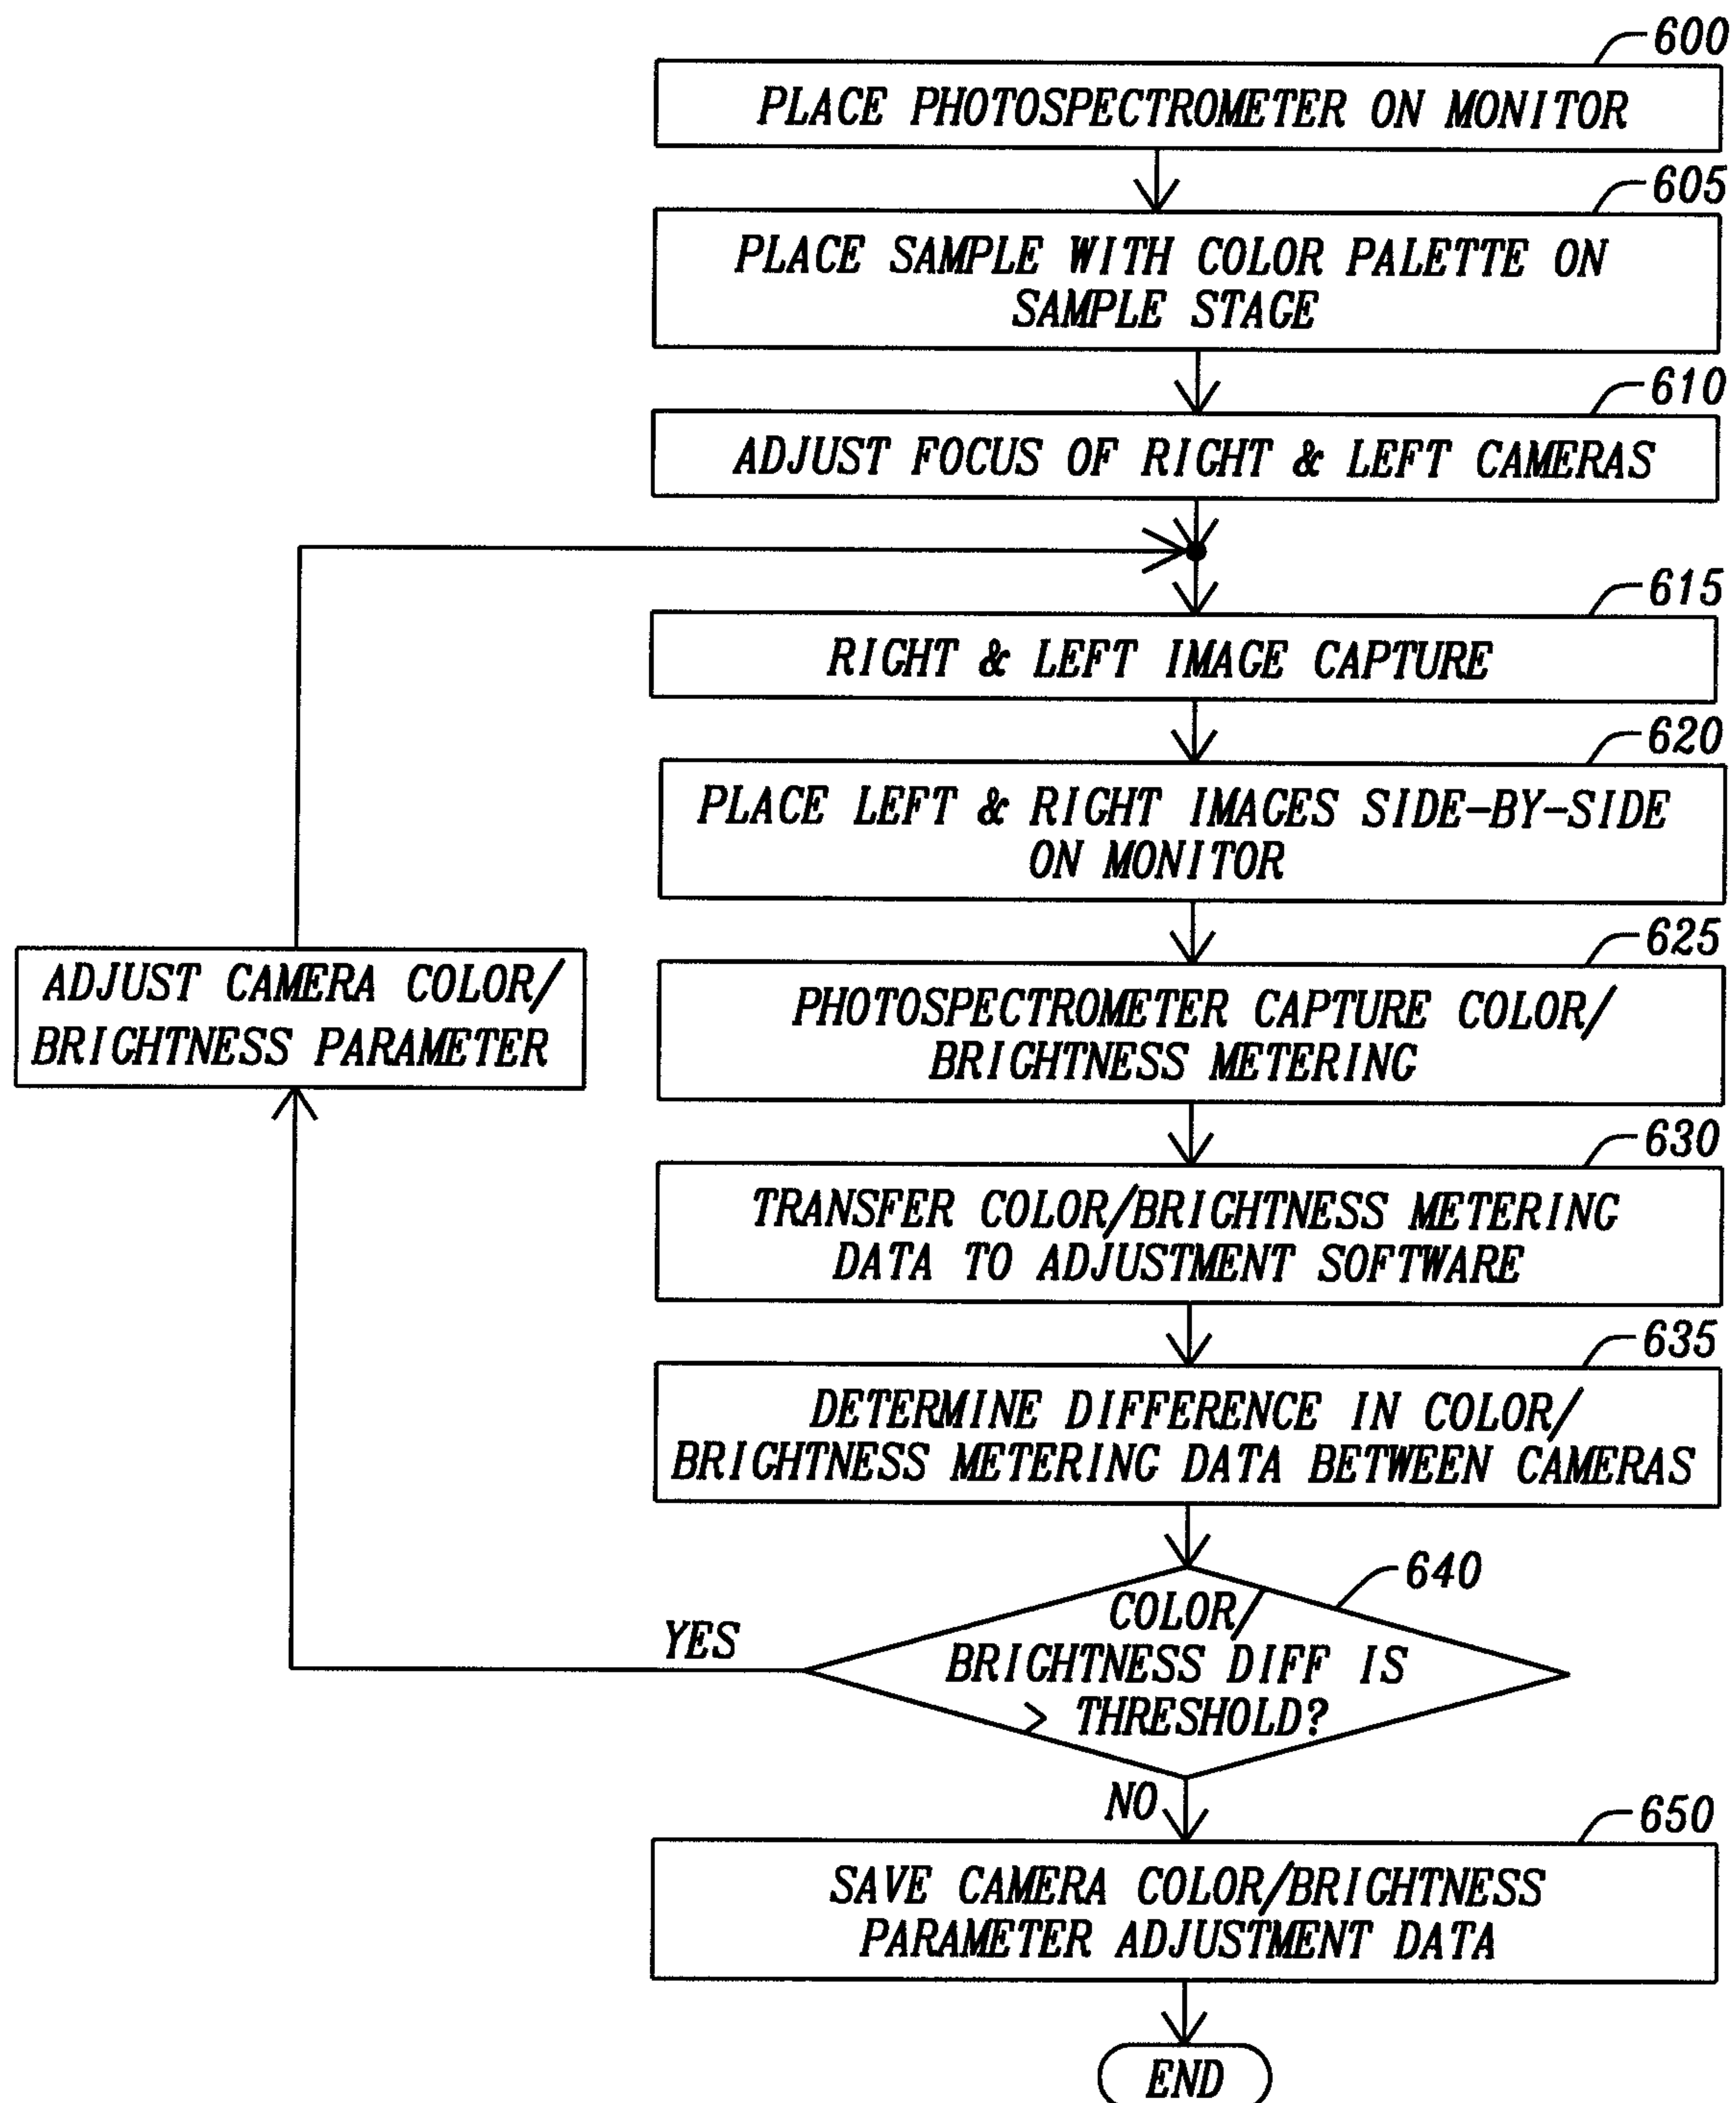 600
PLACE PHOTOSPECTROMETER ON MONITOR
605
PLACE SAMPLE WITH COLOR PALETTE ON
SAMPLE STAGE
610
ADJUST FOCUS OF RIGHT & LEFT CAMERAS
615
RIGHT & LEFT IMAGE CAPTURE
620
PLACE LEFT & RIGHT IMAGES SIDE-BY-SIDE
ON MONITOR
625
PHOTOSPECTROMETER CAPTURE COLOR/
BRIGHTNESS METERING
ADJUST CAMERA COLOR/
BRIGHTNESS PARAMETER
630
TRANSFER COLOR/BRIGHTNESS METERING
DATA TO ADJUSTMENT SOFTWARE
635
DETERMINE DIFFERENCE IN COLOR/
BRIGHTNESS METERING DATA BETWEEN CAMERAS
640
COLOR/
BRIGHTNESS DIFF IS
> THRESHOLD?
YES
NO
650
SAVE CAMERA COLOR/BRIGHTNESS
PARAMETER ADJUSTMENT DATA
END